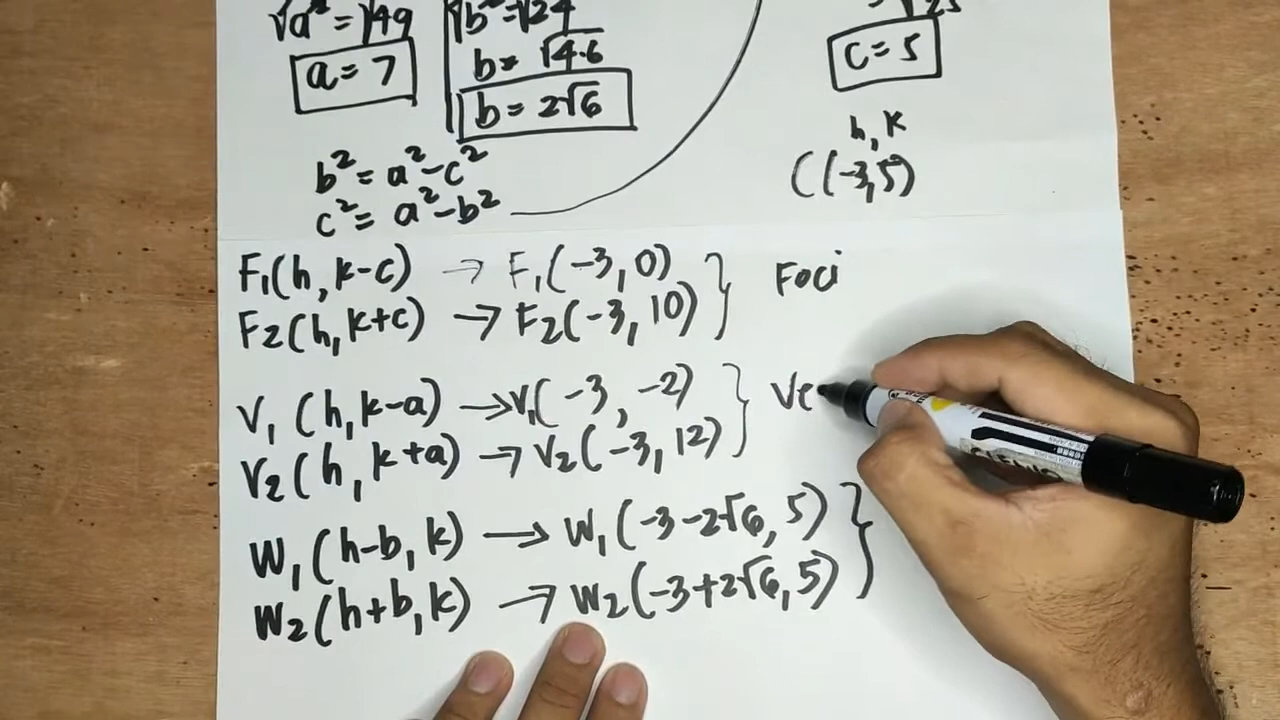 √a² = √49
a = 7
√b² = √24
b = √4·6
b = 2√6
b² = a² - c²
c² = a² - b²
= √25
c = 5
h, k
C(-3, 5)
F₁(h, k-c) → F₁(-3, 0) } Foci
F₂(h, k+c) → F₂(-3, 10)
V₁(h, k-a) → V₁(-3, -2) } Ve
V₂(h, k+a) → V₂(-3, 12)
W₁(h-b, k) → W₁(-3-2√6, 5) }
W₂(h+b, k) → W₂(-3+2√6, 5)